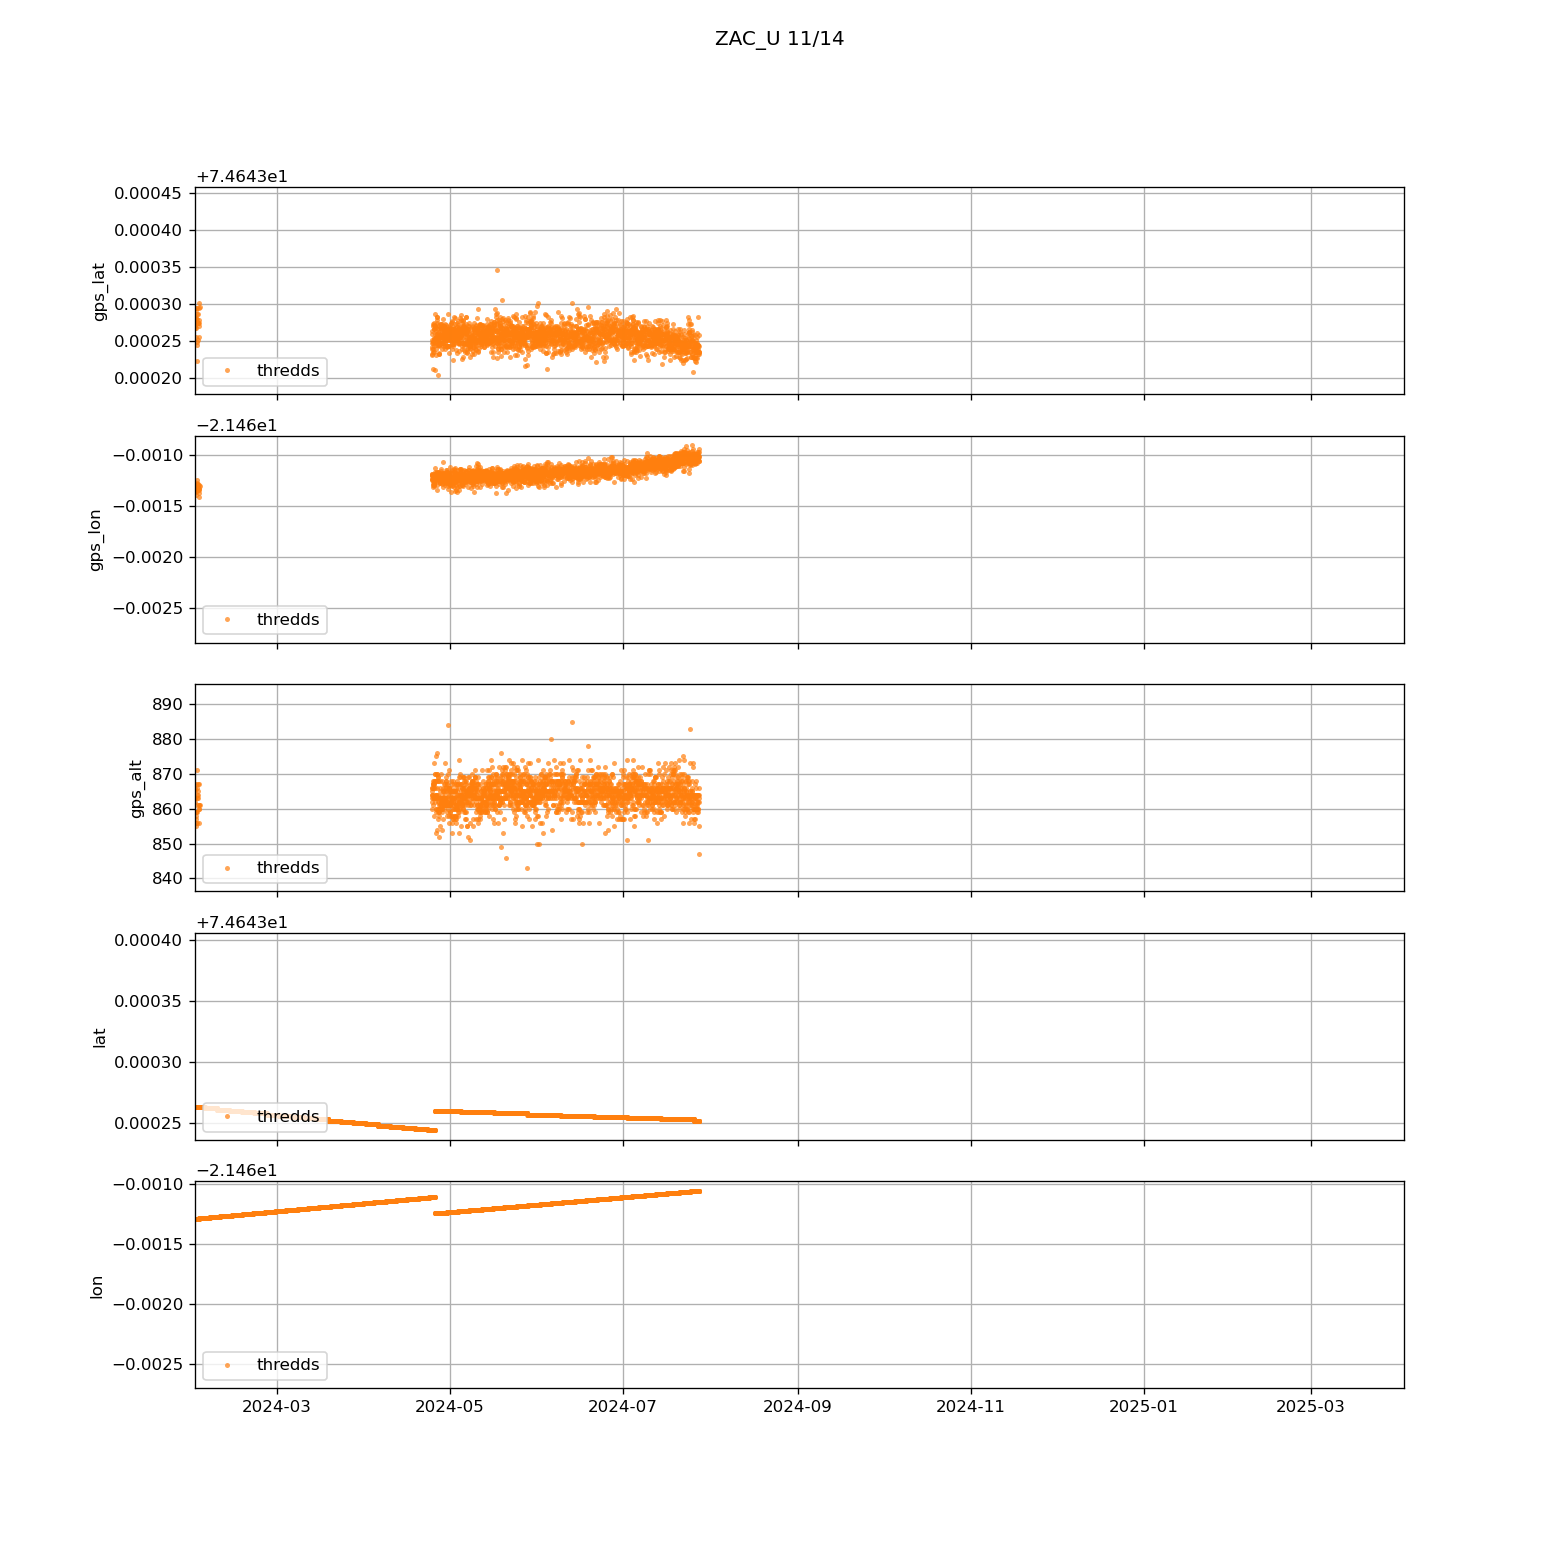 ZAC_U 11/14
+7.4643e1
0.00045
0.00040
0.00035
0.00030
0.00025
0.00020
gps_lat
thredds
−2.146e1
−0.0010
−0.0015
−0.0020
−0.0025
gps_lon
thredds
890
880
870
860
850
840
gps_alt
thredds
+7.4643e1
0.00040
0.00035
0.00030
0.00025
lat
thredds
−2.146e1
−0.0010
−0.0015
−0.0020
−0.0025
lon
thredds
2024-03 2024-05 2024-07 2024-09 2024-11 2025-01 2025-03